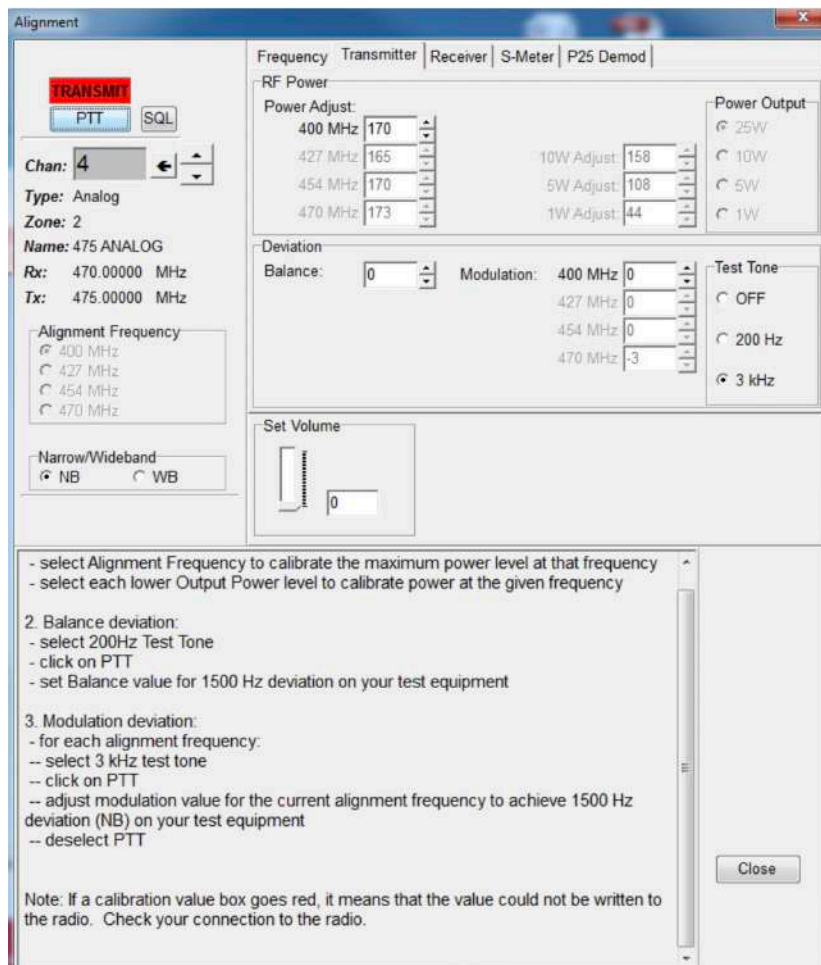 Alignment
Frequency Transmitter Receiver S-Meter P25 Demod
TRANSMIT
PTT SQL
Chan: 4
Type: Analog
Zone: 2
Name: 475 ANALOG
Rx: 470.00000 MHz
Tx: 475.00000 MHz
Alignment Frequency
400 MHz
427 MHz
454 MHz
470 MHz
Narrow/Wideband
NB WB
RF Power
Power Adjust:
400 MHz 170
427 MHz 165
454 MHz 170
470 MHz 173
10W Adjust: 158
5W Adjust: 108
1W Adjust: 44
Power Output
25W
10W
5W
1W
Deviation
Balance: 0
Modulation: 400 MHz 0
427 MHz 0
454 MHz 0
470 MHz -3
Test Tone
OFF
200 Hz
3 kHz
Set Volume
0
- select Alignment Frequency to calibrate the maximum power level at that frequency
- select each lower Output Power level to calibrate power at the given frequency
2. Balance deviation:
- select 200Hz Test Tone
- click on PTT
- set Balance value for 1500 Hz deviation on your test equipment
3. Modulation deviation:
- for each alignment frequency:
-- select 3 kHz test tone
-- click on PTT
-- adjust modulation value for the current alignment frequency to achieve 1500 Hz
deviation (NB) on your test equipment
-- deselect PTT
Note: If a calibration value box goes red, it means that the value could not be written to
the radio. Check your connection to the radio.
Close